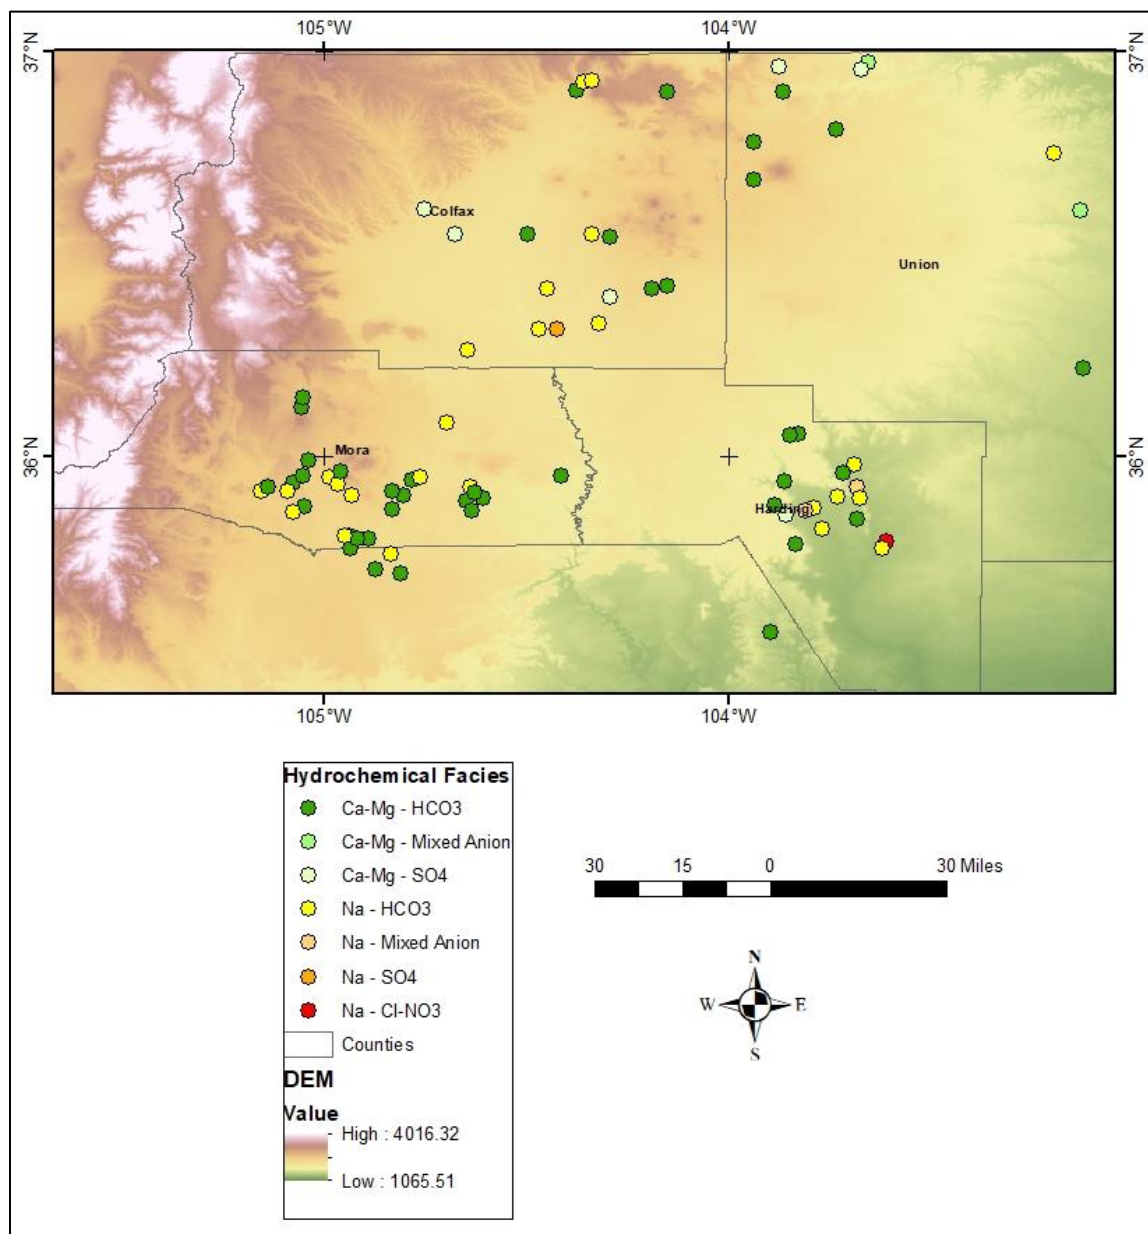 105°W 104°W
37°N 37°N
Colfax
Union
36°N 36°N
Mora
Harding
105°W 104°W
Hydrochemical Facies
Ca-Mg - HCO3
Ca-Mg - Mixed Anion
Ca-Mg - SO4
Na - HCO3
Na - Mixed Anion
Na - SO4
Na - Cl-NO3
Counties
DEM
Value
High : 4016.32
Low : 1065.51
30 15 0 30 Miles
N
W E
S